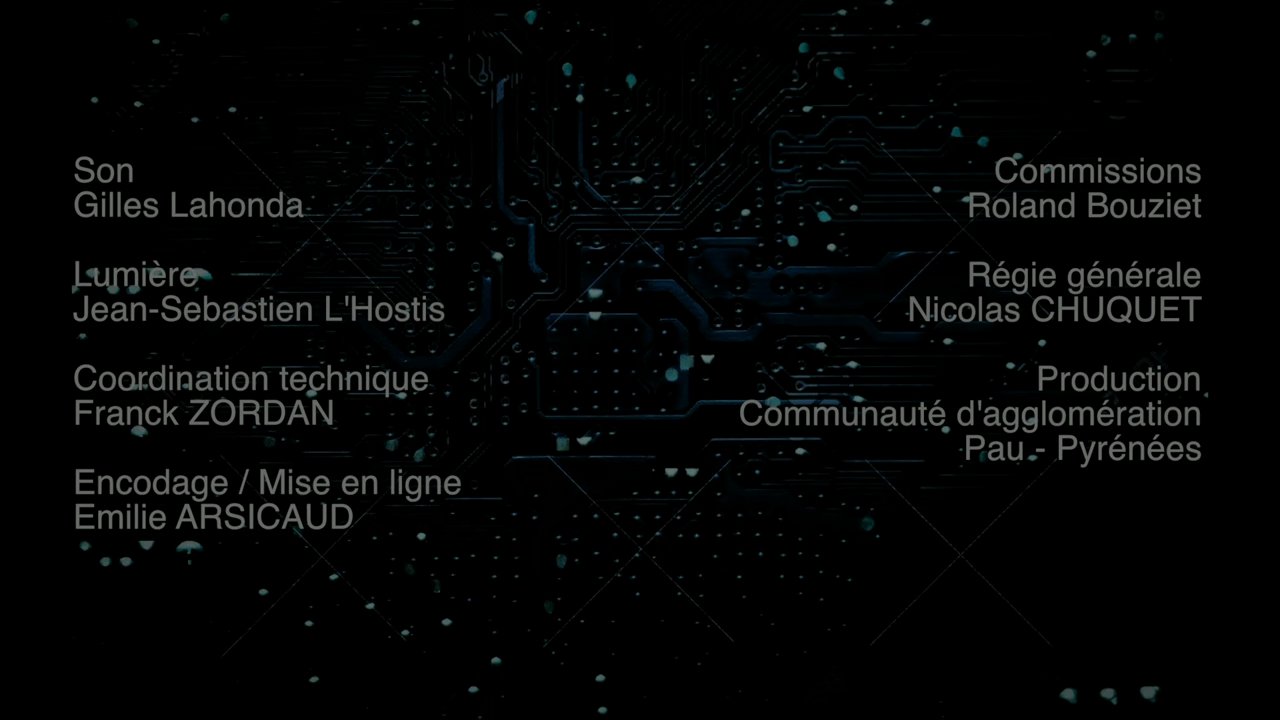 Son
Gilles Lahonda
Lumière
Jean-Sebastien L'Hostis
Coordination technique
Franck ZORDAN
Encodage / Mise en ligne
Emilie ARSICAUD
Commissions
Roland Bouziet
Régie générale
Nicolas CHUQUET
Production
Communauté d'agglomération
Pau - Pyrénées